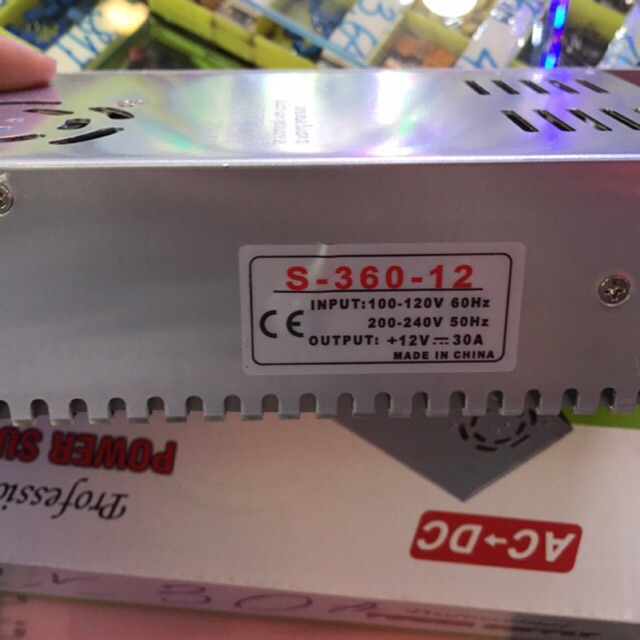 S-360-12
INPUT:100-120V 60Hz
200-240V 50Hz
CE
OUTPUT: +12V⎓30A
MADE IN CHINA
POWER SU
Professio
AC→DC
30A